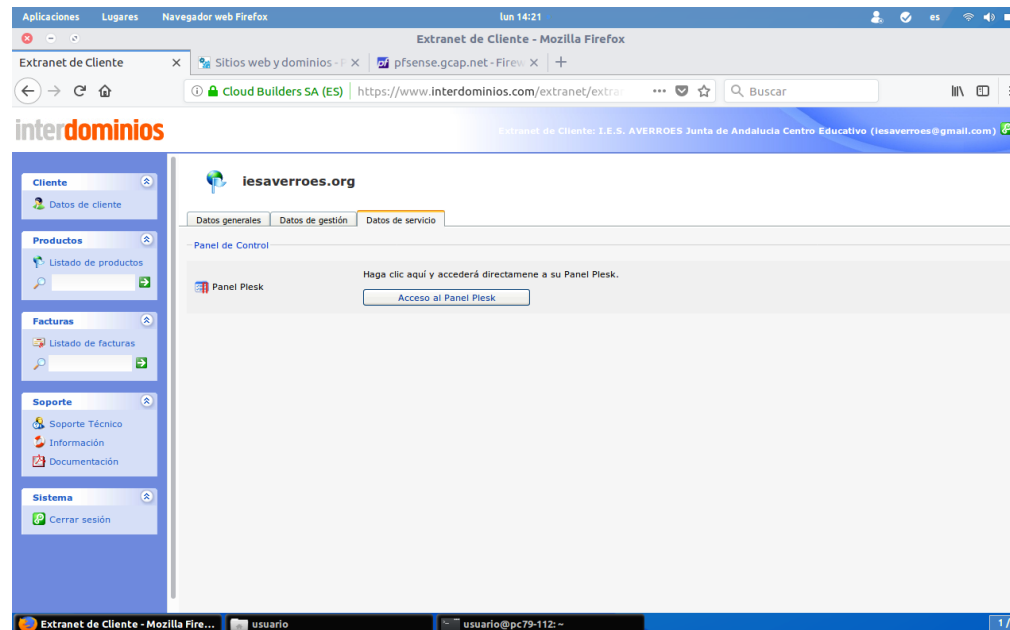 Aplicaciones Lugares Navegador web Firefox lun 14:21 es
Extranet de Cliente - Mozilla Firefox
Extranet de Cliente Sitios web y dominios - pfsense.gcap.net - Firew
Cloud Builders SA (ES) https://www.interdominios.com/extranet/extra Buscar
interdominios
Extranet de Cliente: I.E.S. AVERROES Junta de Andalucia Centro Educativo (iesaverroes@gmail.com)
Cliente
Datos de cliente
Productos
Listado de productos
Facturas
Listado de facturas
Soporte
Soporte Técnico
Información
Documentación
Sistema
Cerrar sesión
iesaverroes.org
Datos generales Datos de gestión Datos de servicio
Panel de Control
Panel Plesk
Haga clic aquí y accederá directamene a su Panel Plesk.
Acceso al Panel Plesk
Extranet de Cliente - Mozilla Fire... usuario usuario@pc79-112: ~ 1/